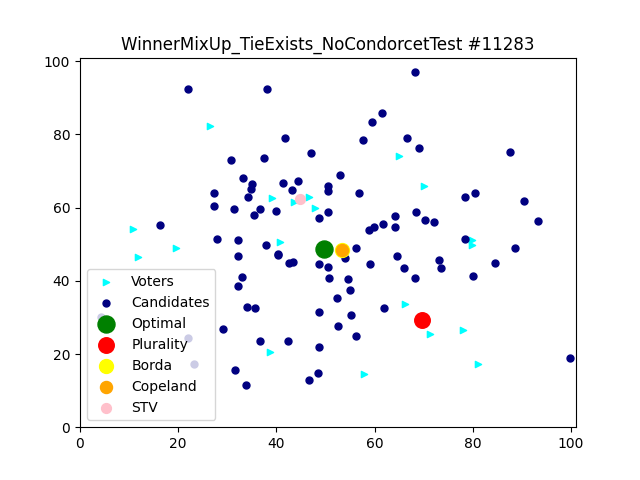 WinnerMixUp_TieExists_NoCondorcetTest #11283
100
80
60
40
20
0
Voters
Candidates
Optimal
Plurality
Borda
Copeland
STV
0 20 40 60 80 100